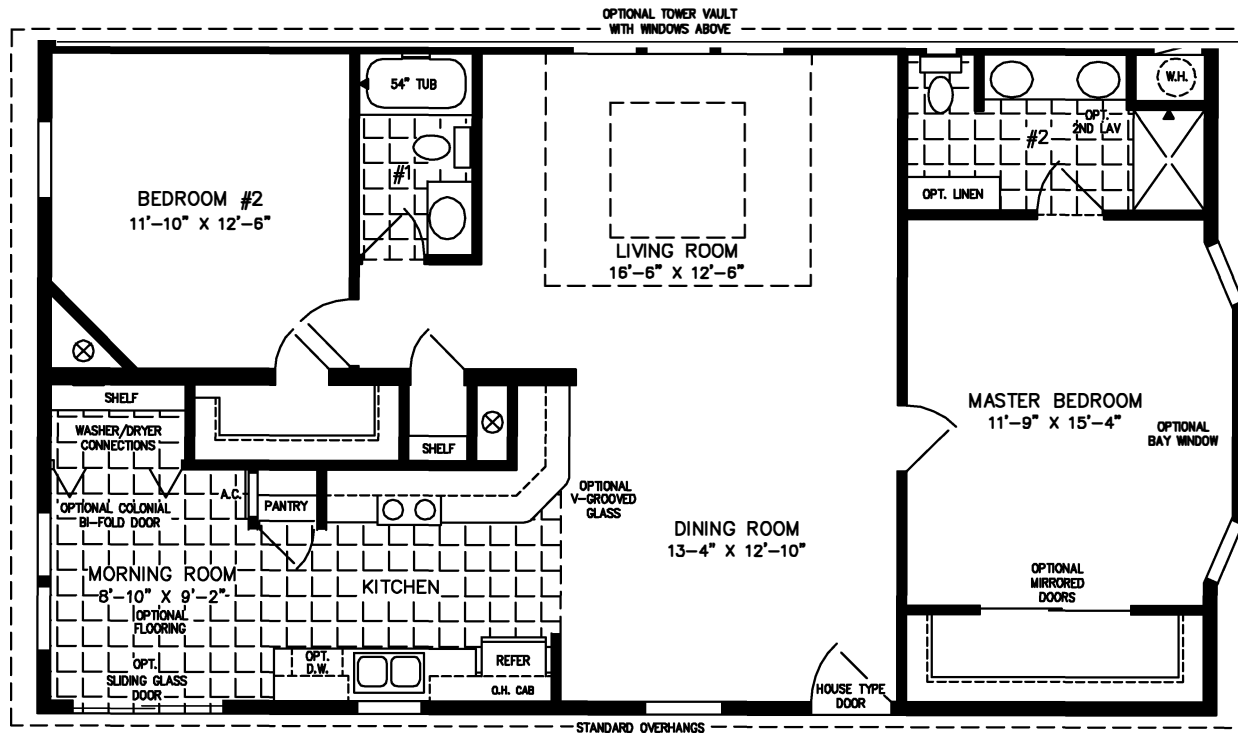 OPTIONAL TOWER VAULT
WITH WINDOWS ABOVE
54" TUB
#1
BEDROOM #2
11'-10" X 12'-6"
LIVING ROOM
16'-6" X 12'-6"
W.H.
OPT.
2ND LAV
#2
OPT. LINEN
MASTER BEDROOM
11'-9" X 15'-4"
OPTIONAL
BAY WINDOW
SHELF
WASHER/DRYER
CONNECTIONS
SHELF
A.C.
PANTRY
OPTIONAL COLONIAL
BI-FOLD DOOR
OPTIONAL
V-GROOVED
GLASS
DINING ROOM
13-4" X 12'-10"
MORNING ROOM
8'-10" X 9'-2"
OPTIONAL
FLOORING
KITCHEN
OPTIONAL
MIRRORED
DOORS
OPT.
SLIDING GLASS
DOOR
OPT.
D.W.
REFER
O.H. CAB
HOUSE TYPE
DOOR
STANDARD OVERHANGS